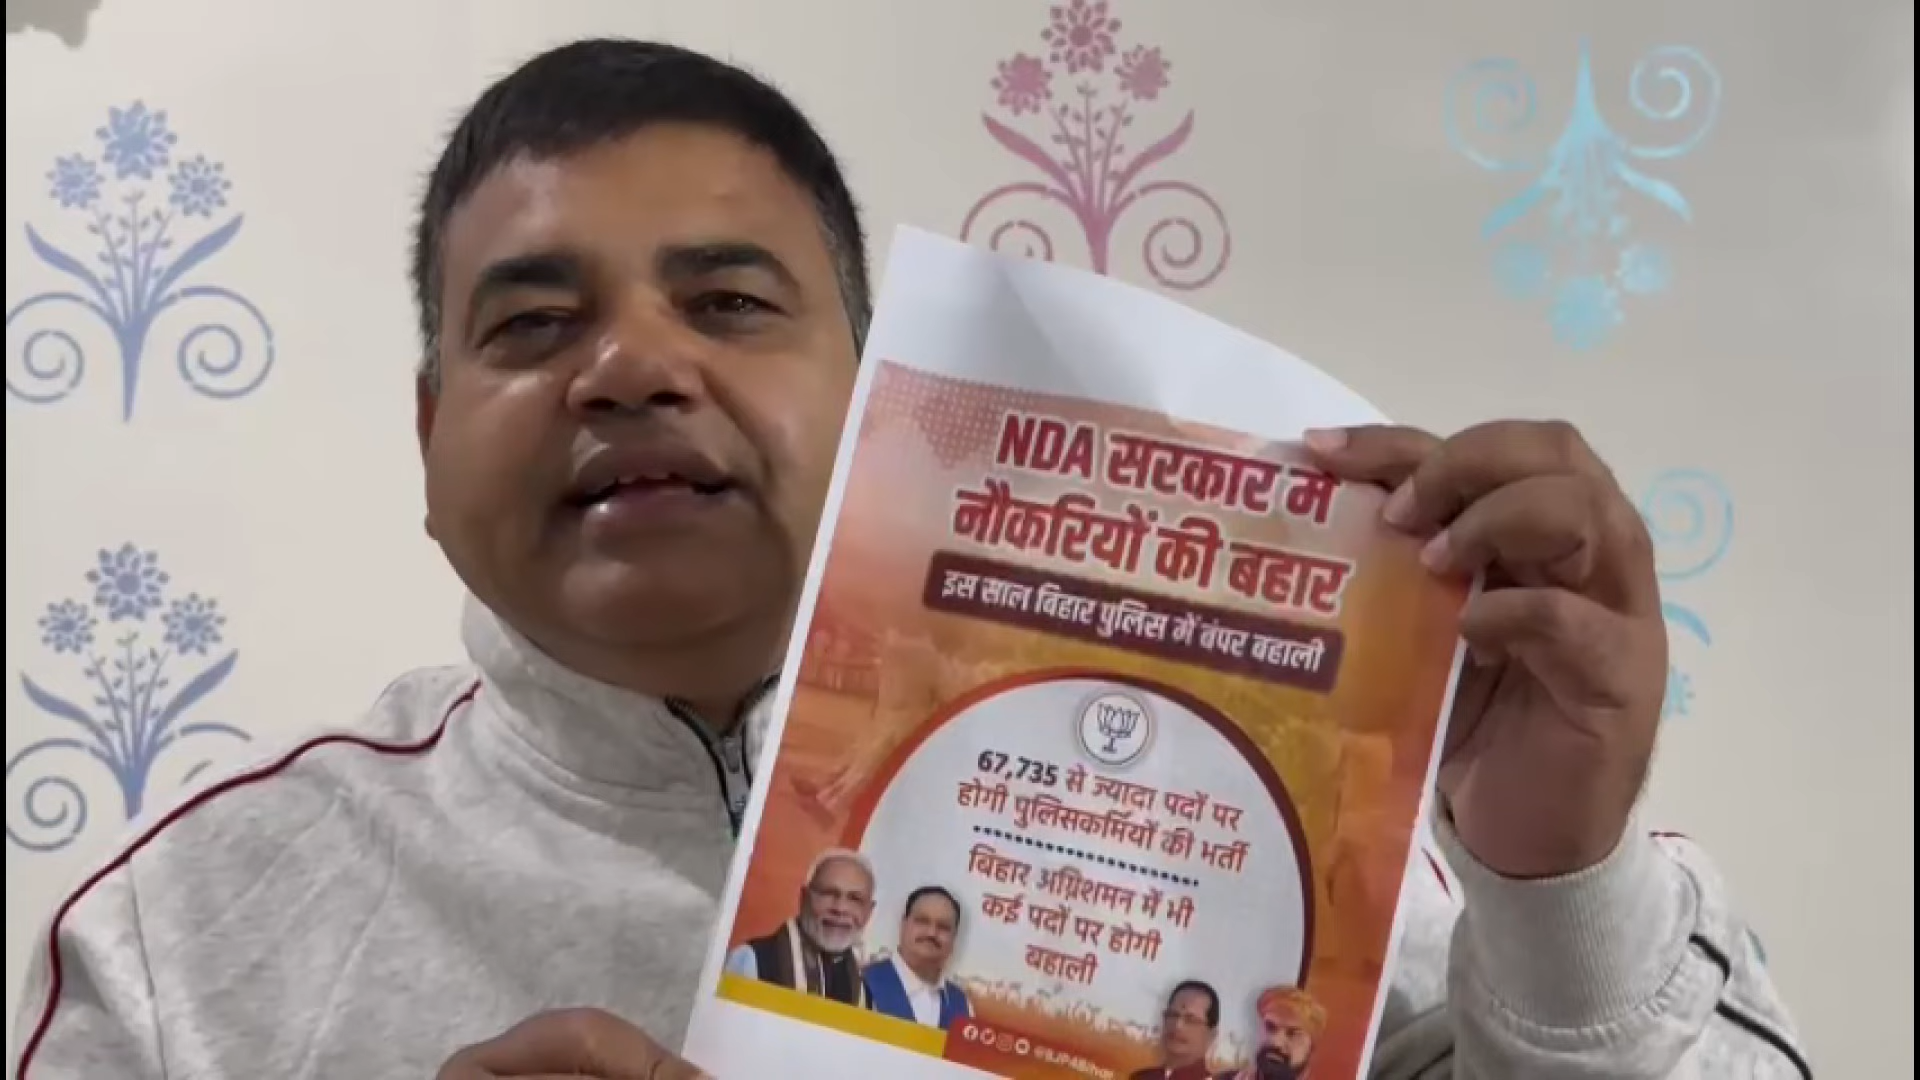 NDA सरकार में
नौकरियों की बहार
इस साल बिहार पुलिस में बंपर बहाली
67,735 से ज्यादा पदों पर
होगी पुलिसकर्मियों की भर्ती
बिहार अग्निशमन में भी
कई पदों पर होगी
बहाली
@BJP4Bihar